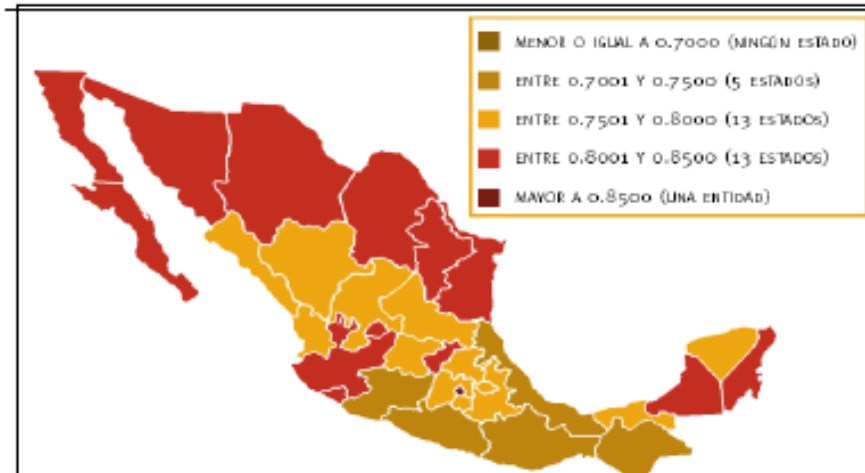 MENOR O IGUAL A 0.7000 (NINGÚN ESTADO)
ENTRE 0.7001 Y 0.7500 (5 ESTADOS)
ENTRE 0.7501 Y 0.8000 (13 ESTADOS)
ENTRE 0.8001 Y 0.8500 (13 ESTADOS)
MAYOR A 0.8500 (UNA ENTIDAD)